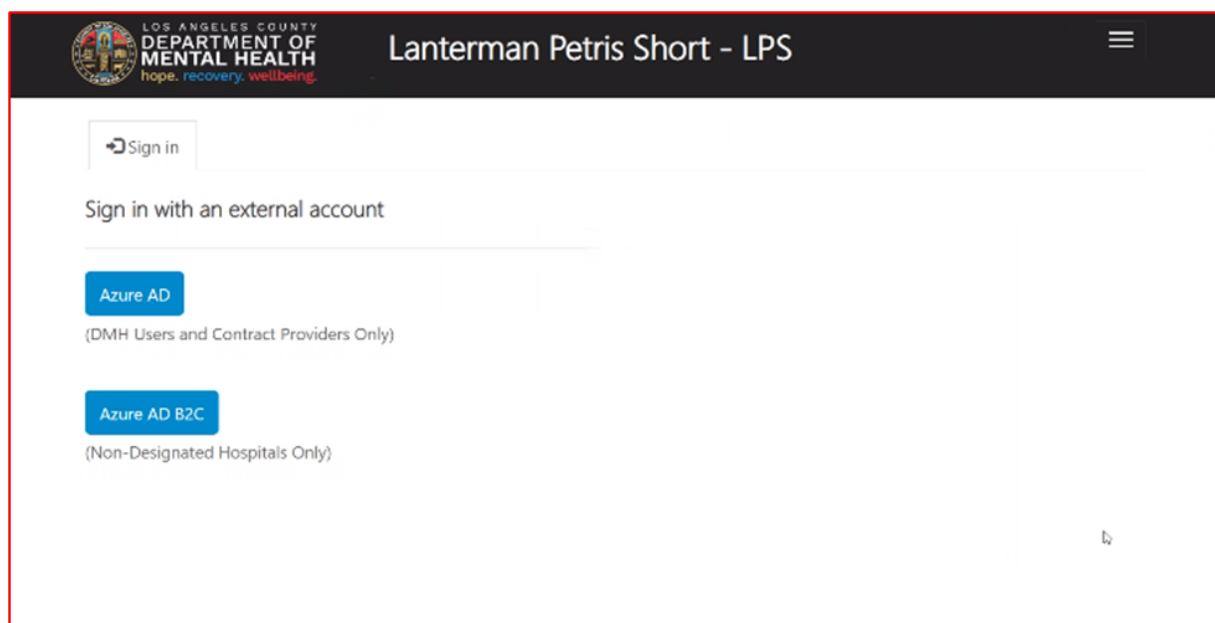 LOS ANGELES COUNTY
DEPARTMENT OF
MENTAL HEALTH
hope. recovery. wellbeing.
Lanterman Petris Short - LPS
Sign in
Sign in with an external account
Azure AD
(DMH Users and Contract Providers Only)
Azure AD B2C
(Non-Designated Hospitals Only)